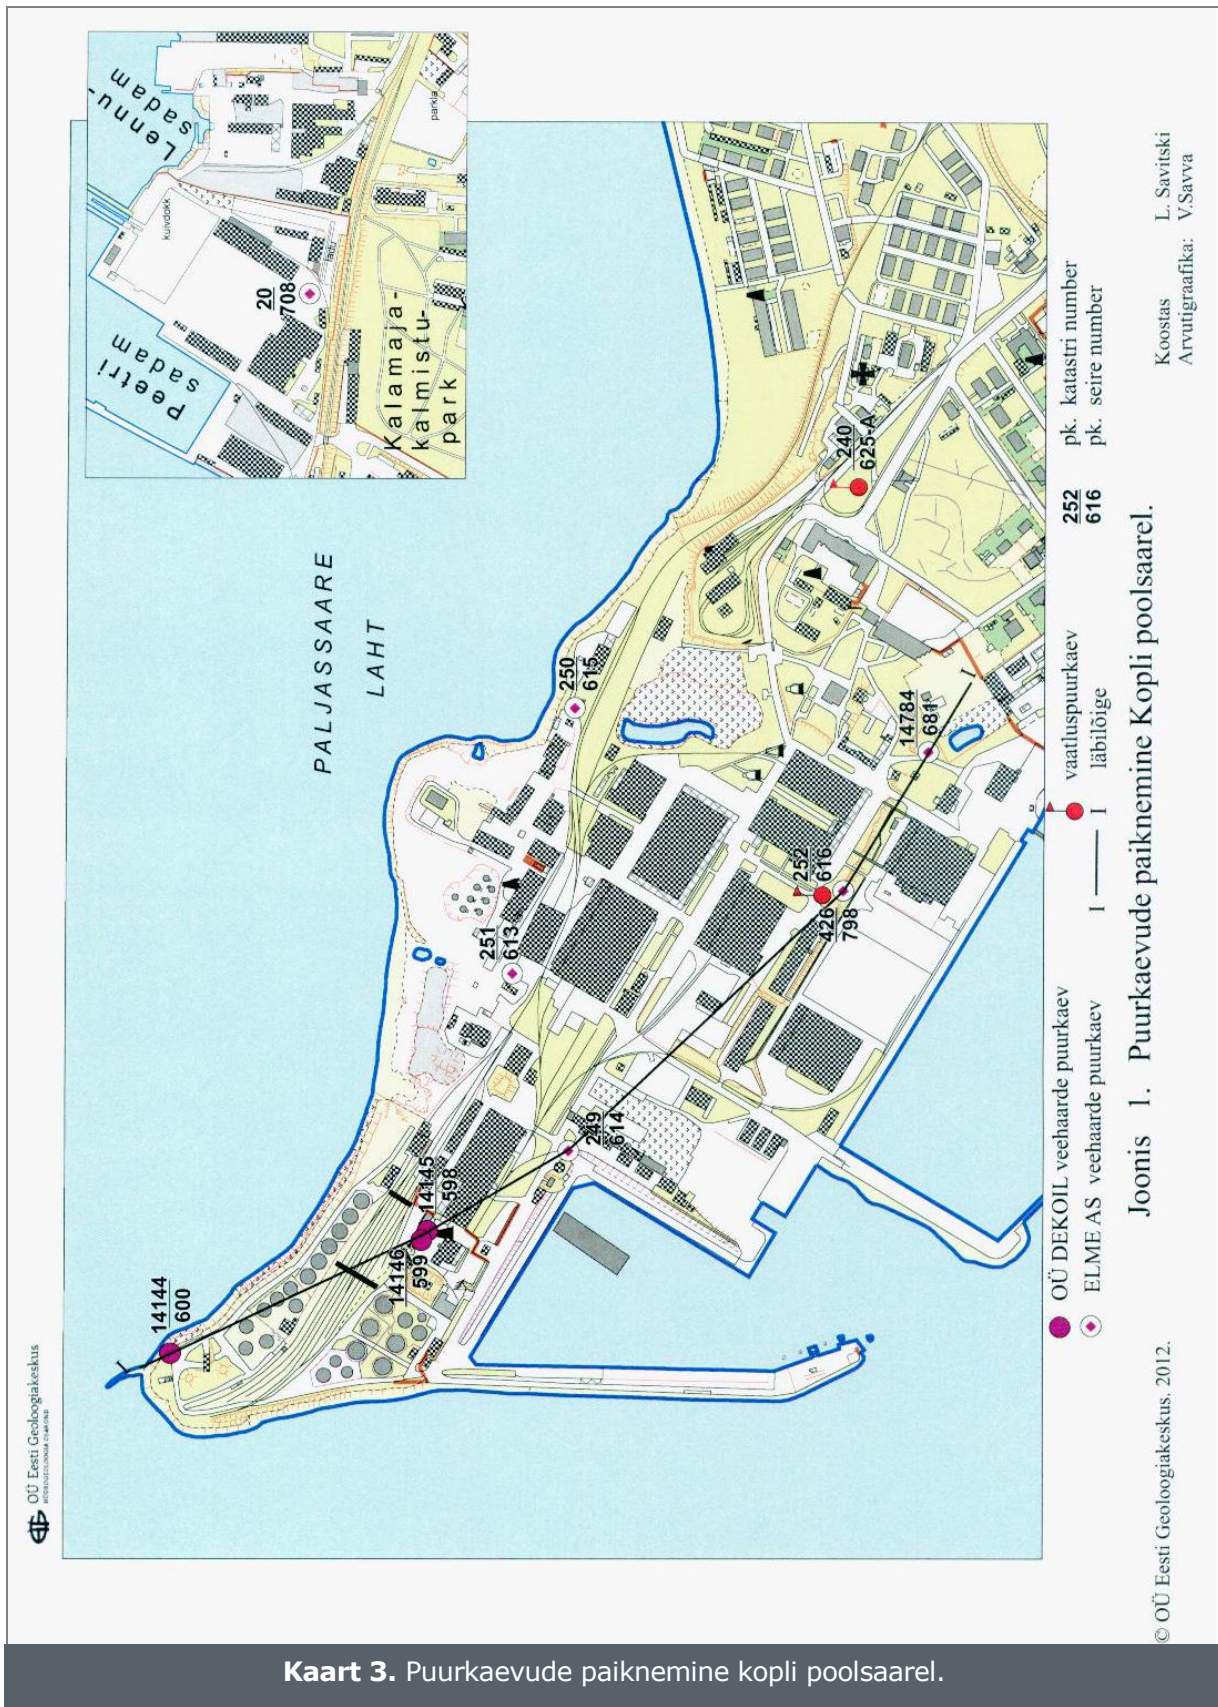 OÜ Eesti Geoloogiakeskus
Lennu-
sadam
Peetri
sadam
kuivdokk
20
708
ladu
parkla
Kalamaja-
kalmistu-
park
PALJASSAARE
LAHT
14144
600
14146
599
14145
598
249
614
251
613
250
615
252
616
426
798
14784
681
240
625-A
I
I
OÜ DEKOIL veehaarde puurkaev
ELME AS veehaarde puurkaev
vaatluspuurkaev
I
I
läbilõige
252
616
pk. katastri number
pk. seire number
Joonis 1. Puurkaevude paiknemine Kopli poolsaarel.
Koostas L. Savitski
Arvutigraafika: V.Savva
© OÜ Eesti Geoloogiakeskus. 2012.
Kaart 3. Puurkaevude paiknemine kopli poolsaarel.